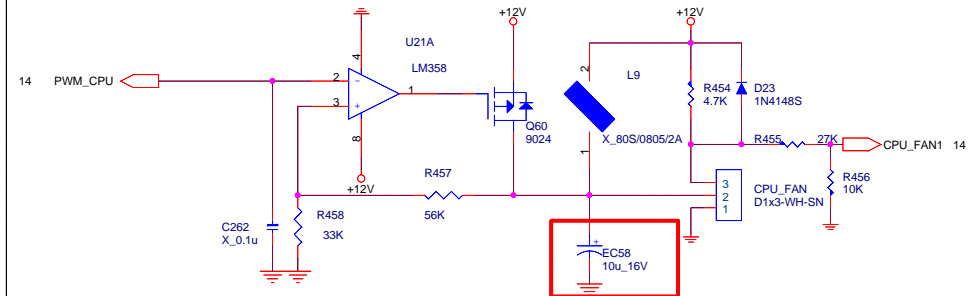 +12V
+12V
U21A
LM358
4
2
3
1
8
+12V
14 PWM_CPU
Q60
9024
2
L9
1
X_80S/0805/2A
R454
4.7K
D23
1N4148S
R455 27K
CPU_FAN1 14
R456
10K
3
2
1
CPU_FAN
D1x3-WH-SN
R457
56K
C262
X_0.1u
R458
33K
EC58
10u_16V